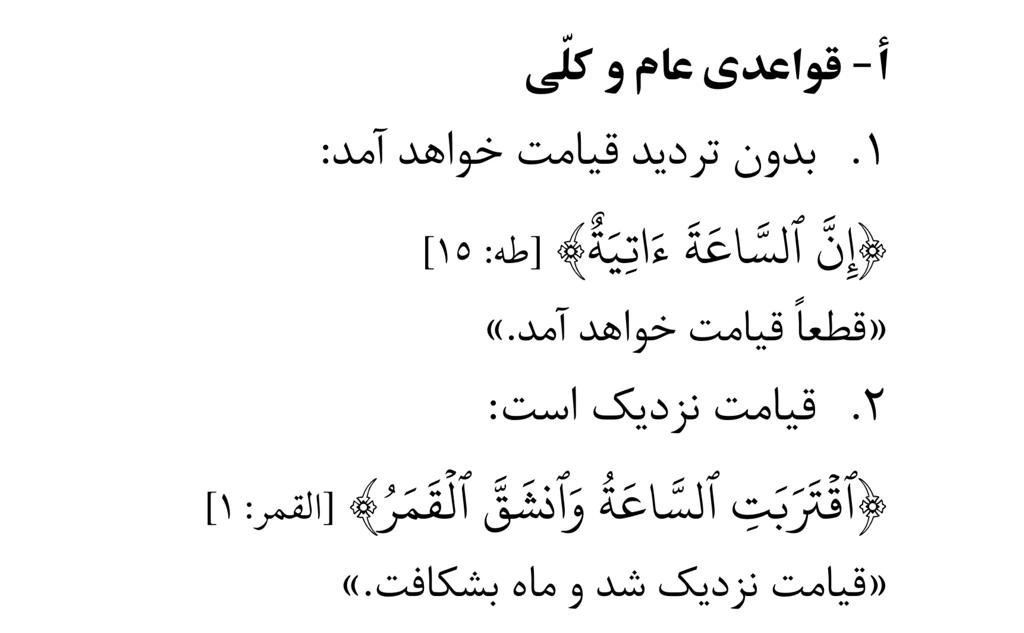 أ- قواعدی عام و کلّی
۱. بدون تردید قیامت خواهد آمد:
﴿إِنَّ ٱلسَّاعَةَ ءَاتِيَةٌ﴾ [طه: ۱۵]
«قطعاً قیامت خواهد آمد.»
۲. قیامت نزدیک است:
﴿ٱقْتَرَبَتِ ٱلسَّاعَةُ وَٱنشَقَّ ٱلْقَمَرُ﴾ [القمر: ۱]
«قیامت نزدیک شد و ماه بشکافت.»